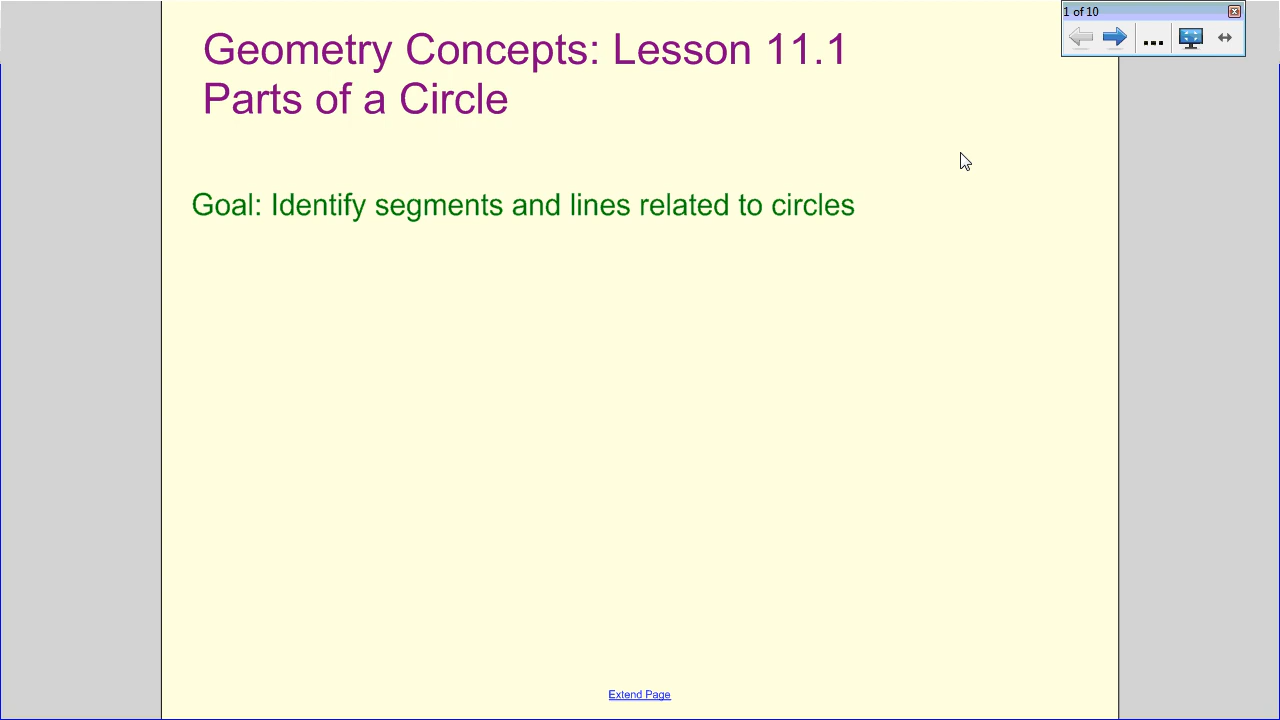 1 of 10
Geometry Concepts: Lesson 11.1
Parts of a Circle
Goal: Identify segments and lines related to circles
Extend Page